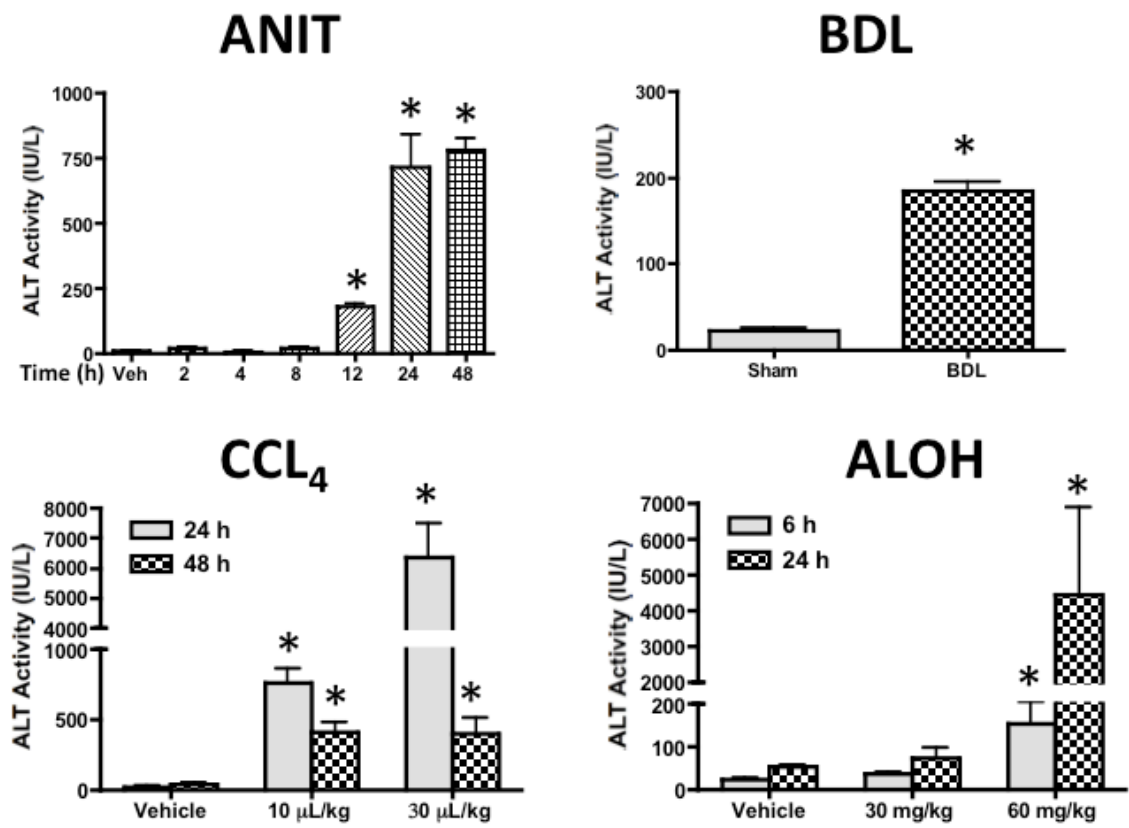 ANIT
ALT Activity (IU/L)
1000
750
500
250
0
*
*
*
Time (h) Veh 2 4 8 12 24 48
BDL
ALT Activity (IU/L)
300
200
100
0
*
Sham BDL
CCL4
ALT Activity (IU/L)
8000
7000
6000
5000
4000
1000
500
0
24 h
48 h
*
*
*
*
Vehicle 10 µL/kg 30 µL/kg
ALOH
ALT Activity (IU/L)
7000
6000
5000
4000
3000
2000
200
100
0
6 h
24 h
*
*
Vehicle 30 mg/kg 60 mg/kg